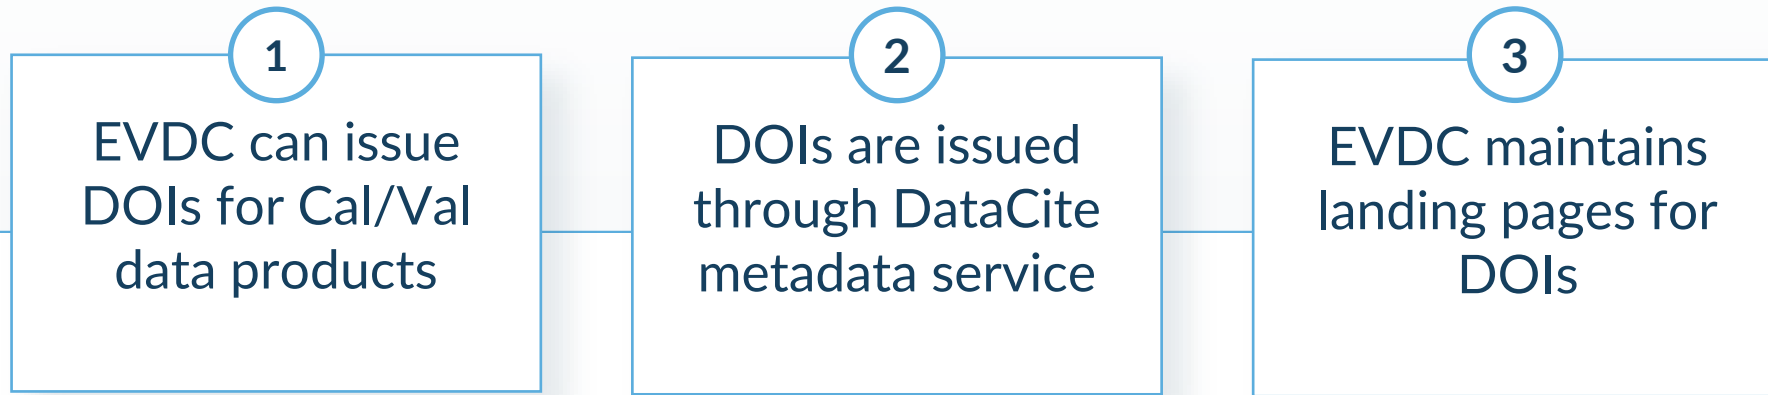 1
EVDC can issue
DOIs for Cal/Val
data products
2
DOIs are issued
through DataCite
metadata service
3
EVDC maintains
landing pages for
DOIs